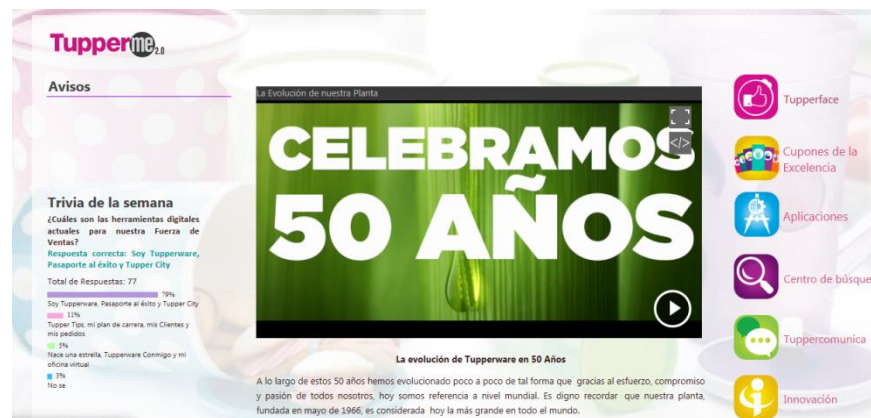 Tupperme 2.0
Avisos
Trivia de la semana
¿Cuáles son las herramientas digitales
actuales para nuestra Fuerza de
Ventas?
Respuesta correcta: Soy Tupperware,
Pasaporte al éxito y Tupper City
Total de Respuestas: 77
79%
Soy Tupperware, Pasaporte al éxito y Tupper City
11%
Tupper Tips, mi plan de carrera, mis Clientes y
mis pedidos
5%
Nace una estrella, Tupperware Conmigo y mi
oficina virtual
3%
No se
La Evolución de nuestra Planta
</>
CELEBRAMOS
50 AÑOS
La evolución de Tupperware en 50 Años
A lo largo de estos 50 años hemos evolucionado poco a poco de tal forma que gracias al esfuerzo, compromiso
y pasión de todos nosotros, hoy somos referencia a nivel mundial. Es digno recordar que nuestra planta,
fundada en mayo de 1966, es considerada hoy la más grande en todo el mundo.
Tupperface
Cupones de la
Excelencia
Aplicaciones
Centro de búsque
Tuppercomunica
Innovación